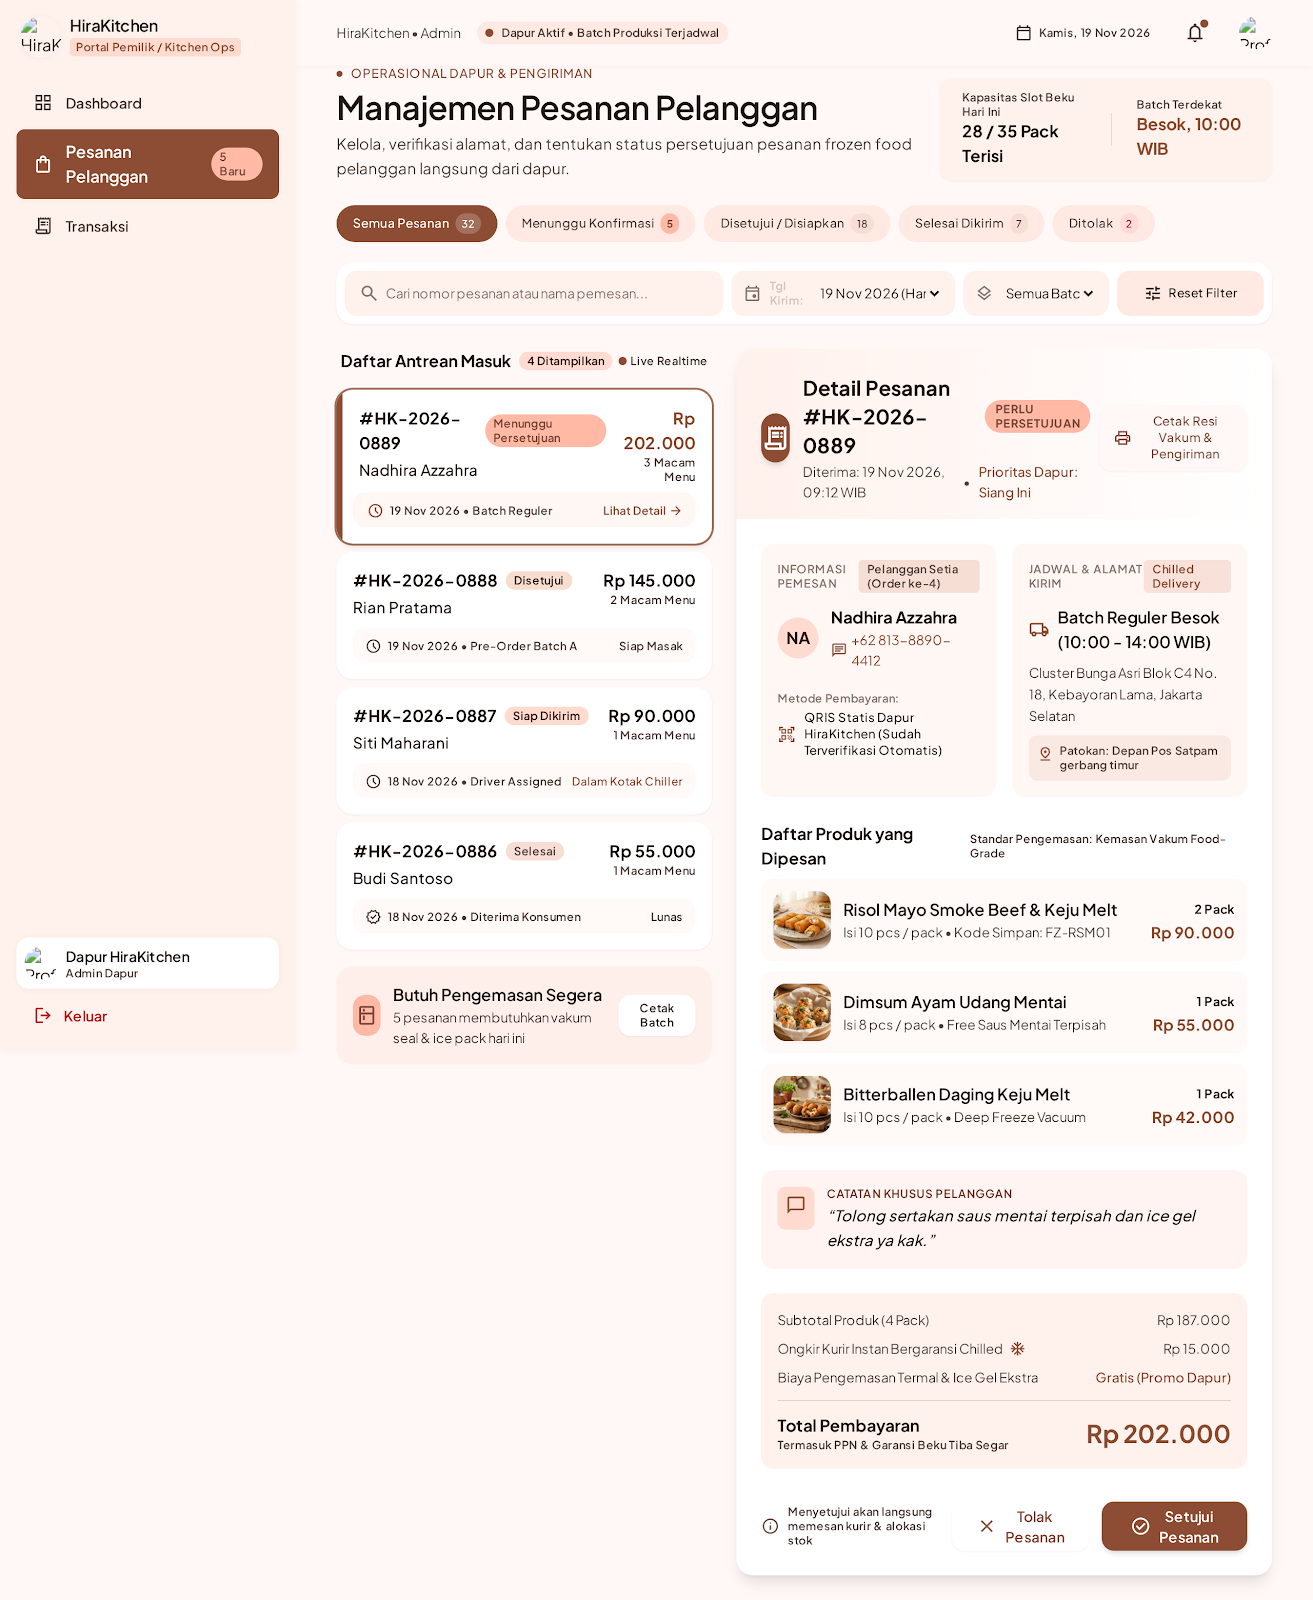 HiraK
HiraKitchen
Portal Pemilik / Kitchen Ops
Dashboard
Pesanan
Pelanggan
5
Baru
Transaksi
Dapur HiraKitchen
Admin Dapur
Keluar
HiraKitchen • Admin
Dapur Aktif • Batch Produksi Terjadwal
Kamis, 19 Nov 2026
OPERASIONAL DAPUR & PENGIRIMAN
Manajemen Pesanan Pelanggan
Kelola, verifikasi alamat, dan tentukan status persetujuan pesanan frozen food
pelanggan langsung dari dapur.
Kapasitas Slot Beku
Hari Ini
28 / 35 Pack
Terisi
Batch Terdekat
Besok, 10:00
WIB
Semua Pesanan 32
Menunggu Konfirmasi 5
Disetujui / Disiapkan 18
Selesai Dikirim 7
Ditolak 2
Cari nomor pesanan atau nama pemesan...
Tgl
Kirim:
19 Nov 2026 (Har
Semua Batc
Reset Filter
Daftar Antrean Masuk
4 Ditampilkan
Live Realtime
#HK-2026-
0889
Menunggu
Persetujuan
Rp
202.000
Nadhira Azzahra
3 Macam
Menu
19 Nov 2026 • Batch Reguler
Lihat Detail →
#HK-2026-0888
Disetujui
Rp 145.000
Rian Pratama
2 Macam Menu
19 Nov 2026 • Pre-Order Batch A
Siap Masak
#HK-2026-0887
Siap Dikirim
Rp 90.000
Siti Maharani
1 Macam Menu
18 Nov 2026 • Driver Assigned
Dalam Kotak Chiller
#HK-2026-0886
Selesai
Rp 55.000
Budi Santoso
1 Macam Menu
18 Nov 2026 • Diterima Konsumen
Lunas
Butuh Pengemasan Segera
5 pesanan membutuhkan vakum
seal & ice pack hari ini
Cetak
Batch
Detail Pesanan
#HK-2026-
0889
PERLU
PERSETUJUAN
Diterima: 19 Nov 2026,
09:12 WIB
•
Prioritas Dapur:
Siang Ini
Cetak Resi
Vakum &
Pengiriman
INFORMASI
PEMESAN
Pelanggan Setia
(Order ke-4)
NA
Nadhira Azzahra
+62 813-8890-
4412
Metode Pembayaran:
QRIS Statis Dapur
HiraKitchen (Sudah
Terverifikasi Otomatis)
JADWAL & ALAMAT
KIRIM
Chilled
Delivery
Batch Reguler Besok
(10:00 - 14:00 WIB)
Cluster Bunga Asri Blok C4 No.
18, Kebayoran Lama, Jakarta
Selatan
Patokan: Depan Pos Satpam
gerbang timur
Daftar Produk yang
Dipesan
Standar Pengemasan: Kemasan Vakum Food-
Grade
Risol Mayo Smoke Beef & Keju Melt
Isi 10 pcs / pack • Kode Simpan: FZ-RSM01
2 Pack
Rp 90.000
Dimsum Ayam Udang Mentai
Isi 8 pcs / pack • Free Saus Mentai Terpisah
1 Pack
Rp 55.000
Bitterballen Daging Keju Melt
Isi 10 pcs / pack • Deep Freeze Vacuum
1 Pack
Rp 42.000
CATATAN KHUSUS PELANGGAN
“Tolong sertakan saus mentai terpisah dan ice gel
ekstra ya kak.”
Subtotal Produk (4 Pack)
Rp 187.000
Ongkir Kurir Instan Bergaransi Chilled
Rp 15.000
Biaya Pengemasan Termal & Ice Gel Ekstra
Gratis (Promo Dapur)
Total Pembayaran
Termasuk PPN & Garansi Beku Tiba Segar
Rp 202.000
Menyetujui akan langsung
memesan kurir & alokasi
stok
Tolak
Pesanan
Setujui
Pesanan